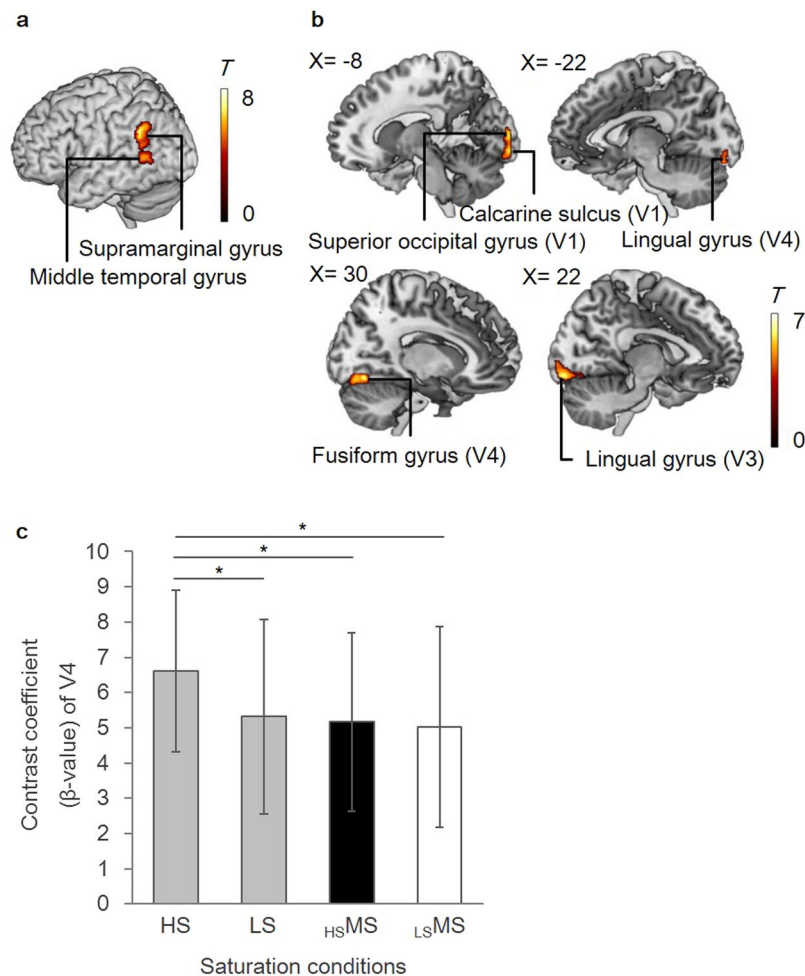 a
T
8
0
Supramarginal gyrus
Middle temporal gyrus
b
X= -8
X= -22
Calcarine sulcus (V1)
Superior occipital gyrus (V1)
Lingual gyrus (V4)
X= 30
X= 22
T
7
0
Fusiform gyrus (V4)
Lingual gyrus (V3)
c
Contrast coefficient
(β-value) of V4
10
9
8
7
6
5
4
3
2
1
0
*
*
*
HS LS HSMS LSMS
Saturation conditions